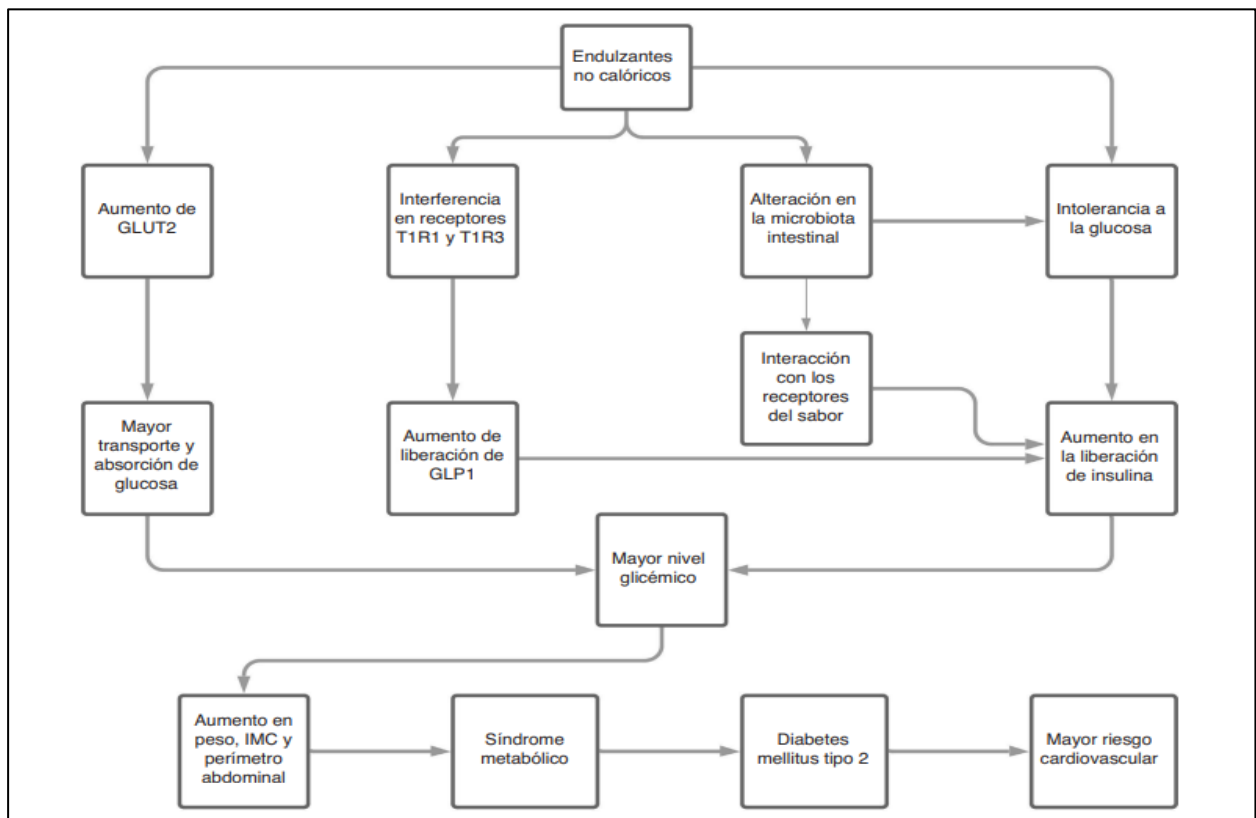 Endulzantes
no calóricos
Aumento de
GLUT2
Interferencia
en receptores
T1R1 y T1R3
Alteración en
la microbiota
intestinal
Intolerancia a
la glucosa
Interacción
con los
receptores
del sabor
Mayor
transporte y
absorción de
glucosa
Aumento de
liberación de
GLP1
Aumento en
la liberación
de insulina
Mayor nivel
glicémico
Aumento en
peso, IMC y
perímetro
abdominal
Síndrome
metabólico
Diabetes
mellitus tipo 2
Mayor riesgo
cardiovascular